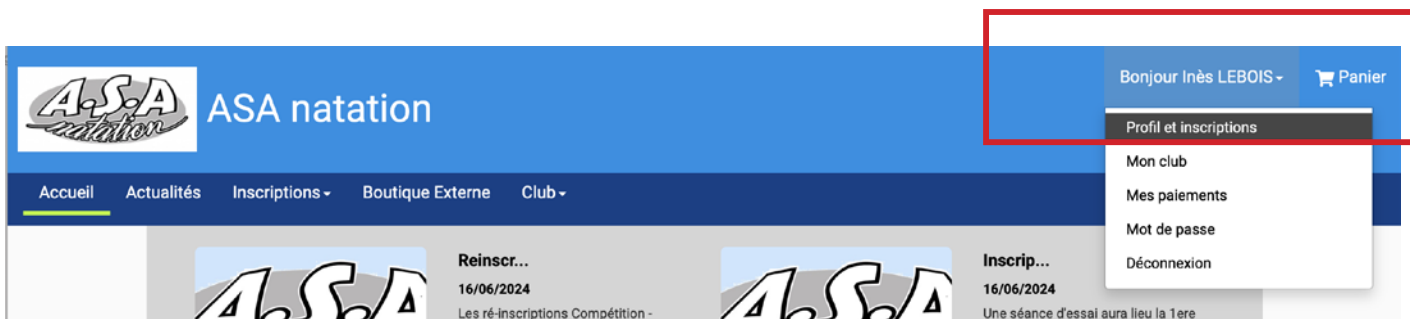 Bonjour Inès LEBOIS
Panier
A.S.A
natation
ASA natation
Profil et inscriptions
Mon club
Mes paiements
Mot de passe
Déconnexion
Accueil Actualités Inscriptions Boutique Externe Club
Reinscr...
16/06/2024
Les ré-inscriptions Compétition -
Inscrip...
16/06/2024
Une séance d'essai aura lieu la 1ere
A.S.A
A.S.A